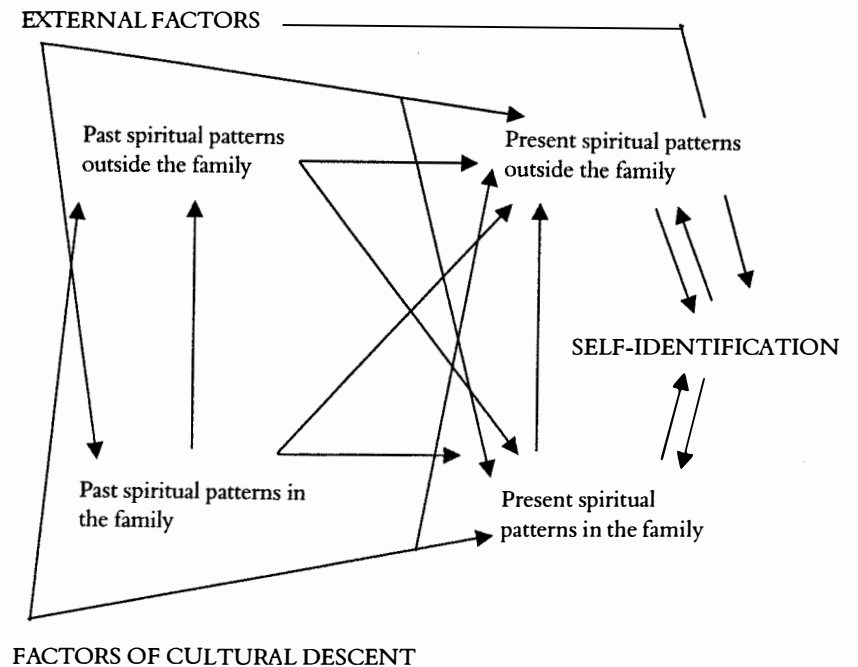 EXTERNAL FACTORS
Past spiritual patterns
outside the family
Present spiritual patterns
outside the family
SELF-IDENTIFICATION
Past spiritual patterns in
the family
Present spiritual
patterns in the family
FACTORS OF CULTURAL DESCENT